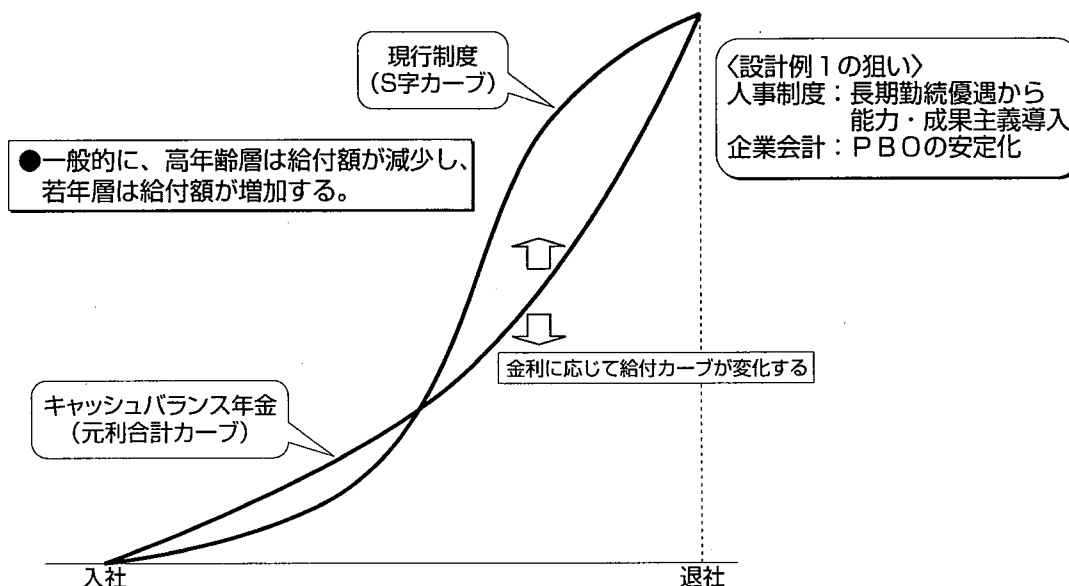 現行制度
（S字カーブ）
〈設計例１の狙い〉
人事制度：長期勤続優遇から
能力・成果主義導入
企業会計：ＰＢＯの安定化
●一般的に、高年齢層は給付額が減少し、
若年層は給付額が増加する。
金利に応じて給付カーブが変化する
キャッシュバランス年金
（元利合計カーブ）
入社
退社